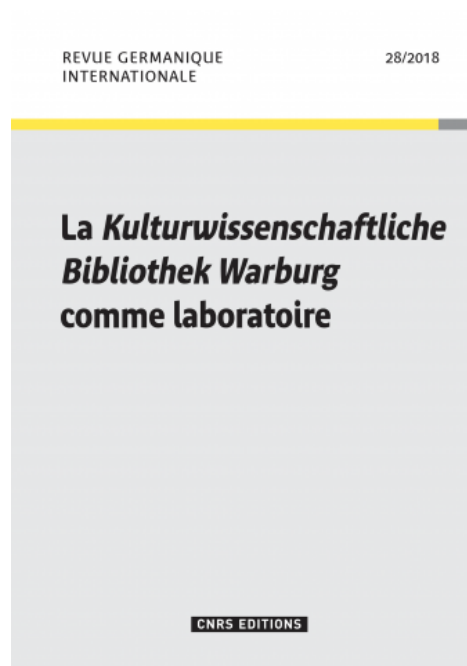 REVUE GERMANIQUE
INTERNATIONALE
28/2018
La Kulturwissenschaftliche
Bibliothek Warburg
comme laboratoire
CNRS EDITIONS